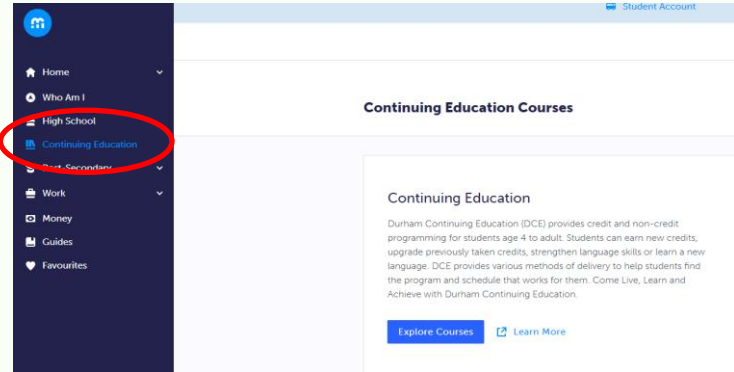 m
Student Account
Home
Who Am I
High School
Continuing Education
Post-Secondary
Work
Money
Guides
Favourites
Continuing Education Courses
Continuing Education
Durham Continuing Education (DCE) provides credit and non-credit
programming for students age 4 to adult. Students can earn new credits,
upgrade previously taken credits, strengthen language skills or learn a new
language. DCE provides various methods of delivery to help students find
the program and schedule that works for them. Come Live, Learn and
Achieve with Durham Continuing Education.
Explore Courses Learn More